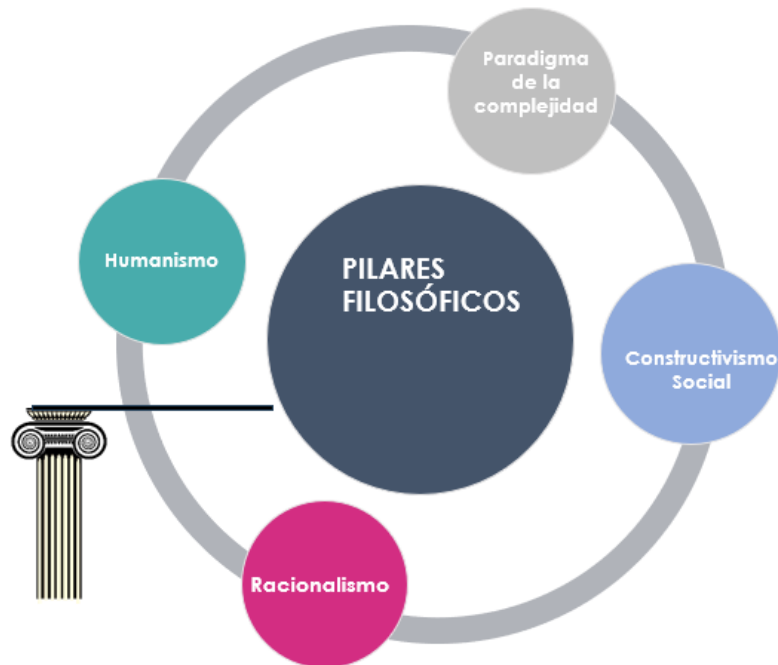 Paradigma
de la
complejidad
Humanismo
PILARES
FILOSÓFICOS
Constructivismo
Social
Racionalismo